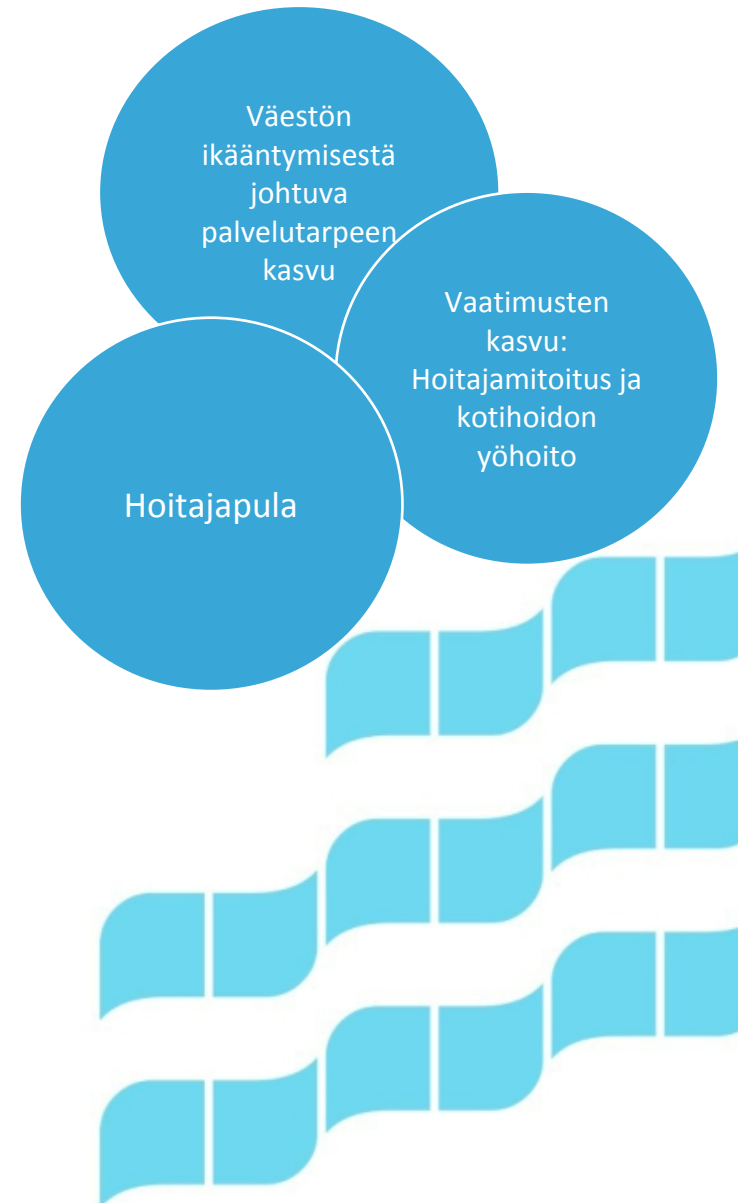 Väestön
ikääntymisestä
johtuva
palvelutarpeen
kasvu
Vaatimusten
kasvu:
Hoitajamitoitus ja
kotihoidon
yöhoito
Hoitajapula